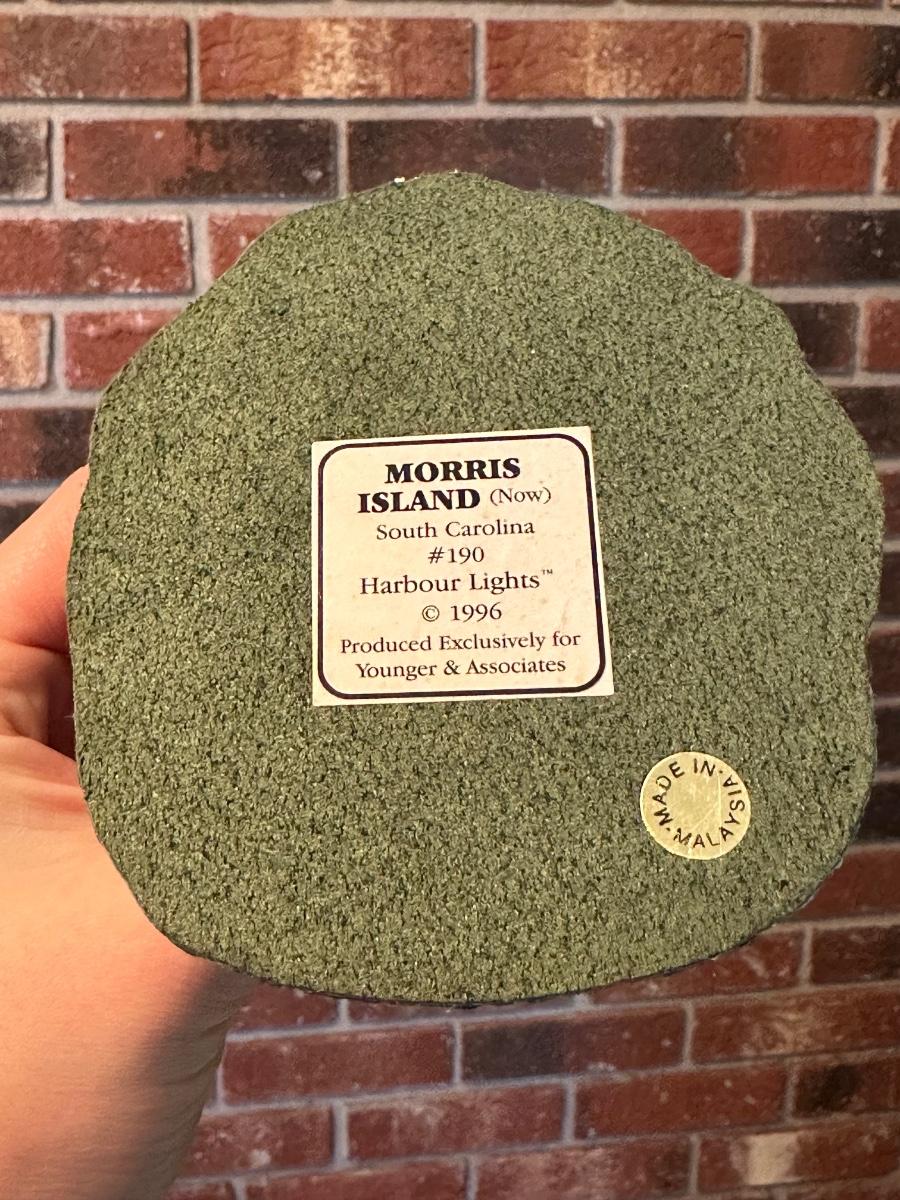 MORRIS
ISLAND (Now)
South Carolina
#190
Harbour Lights™
© 1996
Produced Exclusively for
Younger & Associates
MADE IN·MALAYSIA·